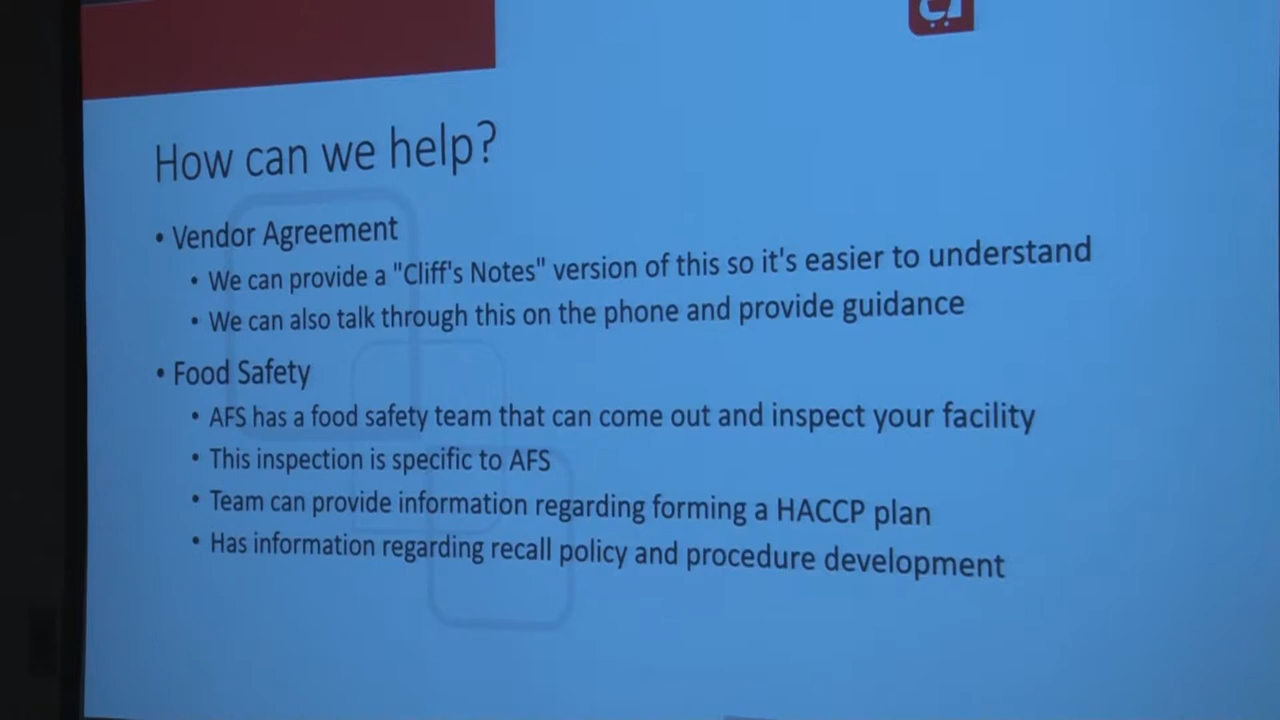 How can we help?
• Vendor Agreement
• We can provide a "Cliff's Notes" version of this so it's easier to understand
• We can also talk through this on the phone and provide guidance
• Food Safety
• AFS has a food safety team that can come out and inspect your facility
• This inspection is specific to AFS
• Team can provide information regarding forming a HACCP plan
• Has information regarding recall policy and procedure development